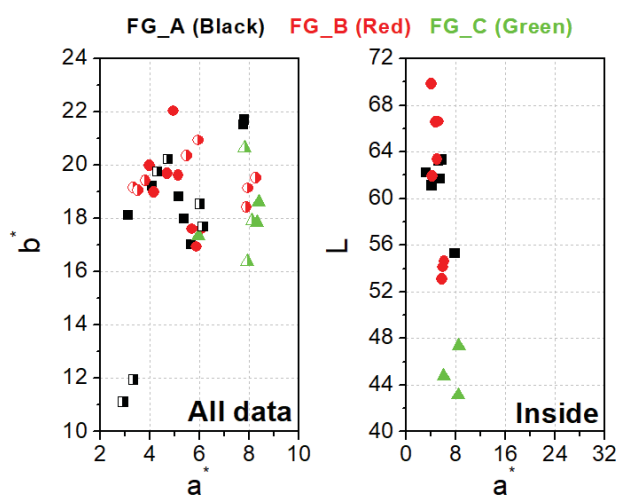 FG_A (Black) FG_B (Red) FG_C (Green)
24
22
20
18
16
14
12
10
b*
2 4 6 8 10
a*
All data
72
68
64
60
56
52
48
44
40
L
0 8 16 24 32
a*
Inside